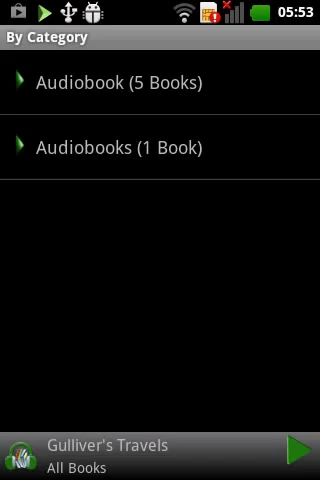 05:53
By Category
Audiobook (5 Books)
Audiobooks (1 Book)
Gulliver's Travels
All Books